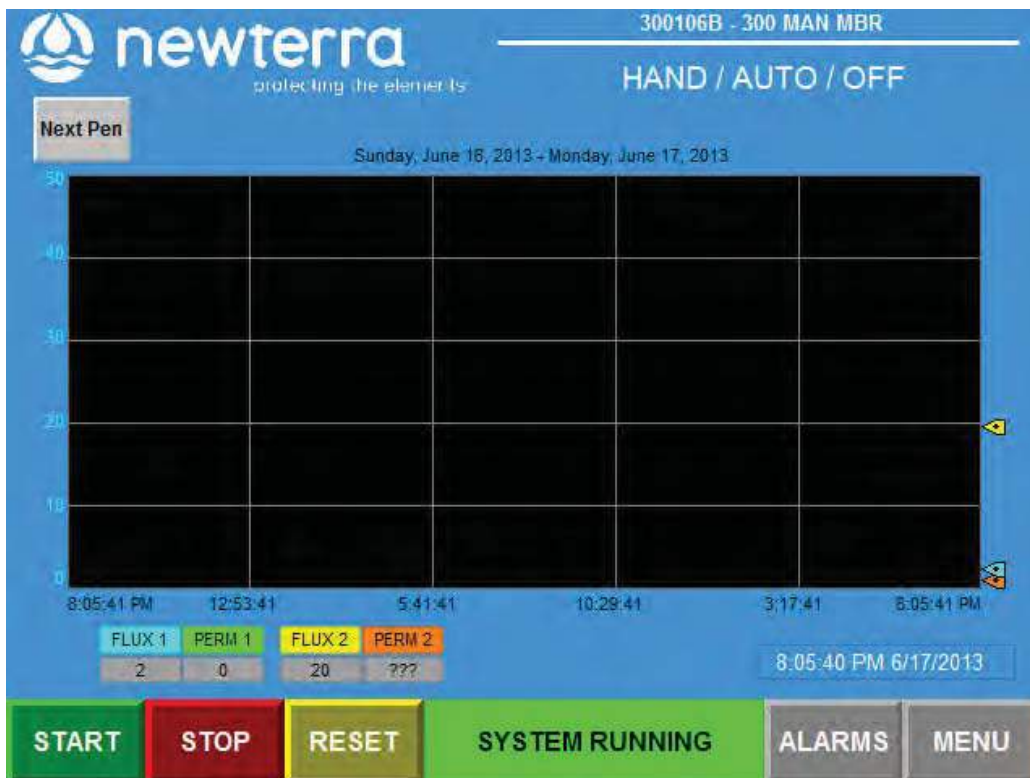 300106B - 300 MAN MBR
newterra
protecting the elements
HAND / AUTO / OFF
Next Pen
Sunday, June 16, 2013 - Monday, June 17, 2013
50
40
30
20
10
0
8:05:41 PM 12:53:41 5:41:41 10:29:41 3:17:41 8:05:41 PM
FLUX 1 PERM 1 FLUX 2 PERM 2
2 0 20 ???
8:05:40 PM 6/17/2013
START STOP RESET SYSTEM RUNNING ALARMS MENU